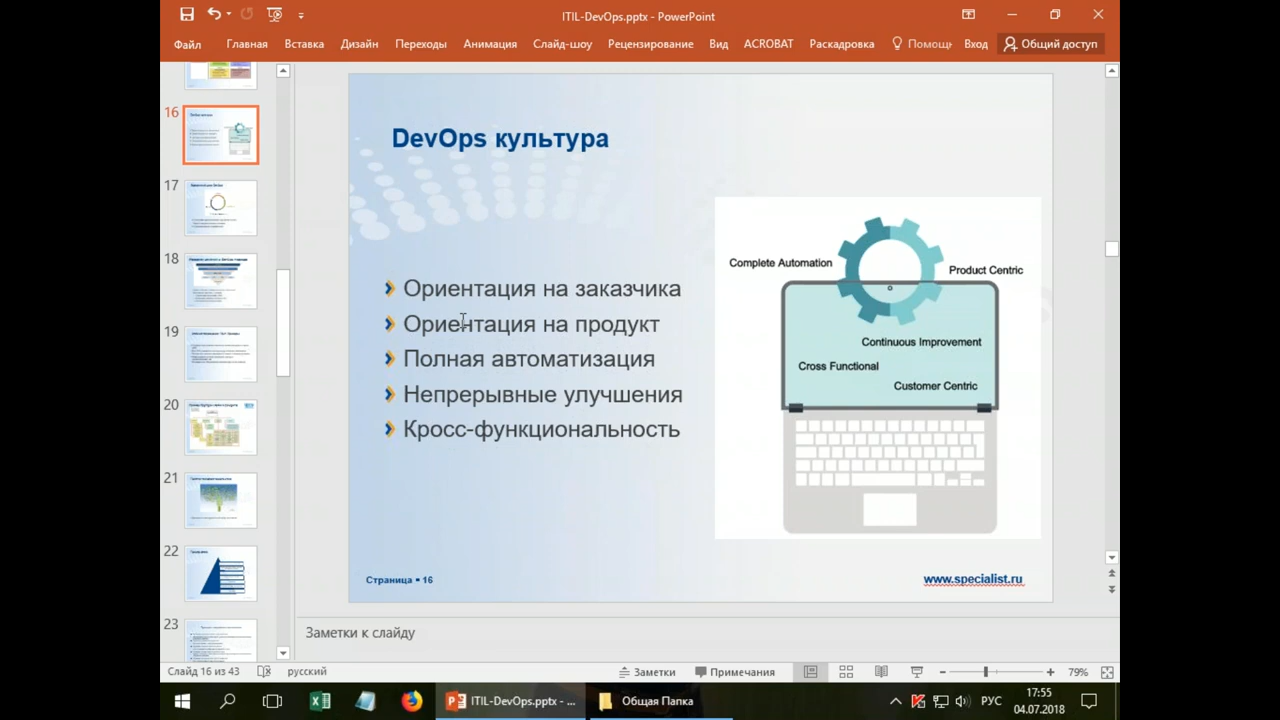 ITIL-DevOps.pptx - PowerPoint
Файл Главная Вставка Дизайн Переходы Анимация Слайд-шоу Рецензирование Вид ACROBAT Раскадровка Помощь Вход Общий доступ
16
17
18
19
20
21
22
23
DevOps культура
Ориентация на заказчика
Ориентация на продукт
Полная автоматизация
Непрерывные улучшения
Кросс-функциональность
Complete Automation
Product Centric
Continuous Improvement
Cross Functional
Customer Centric
Страница ▪ 16
www.specialist.ru
Заметки к слайду
Слайд 16 из 43 русский Заметки Примечания 79%
ITIL-DevOps.pptx - ... Общая Папка РУС 17:55
04.07.2018